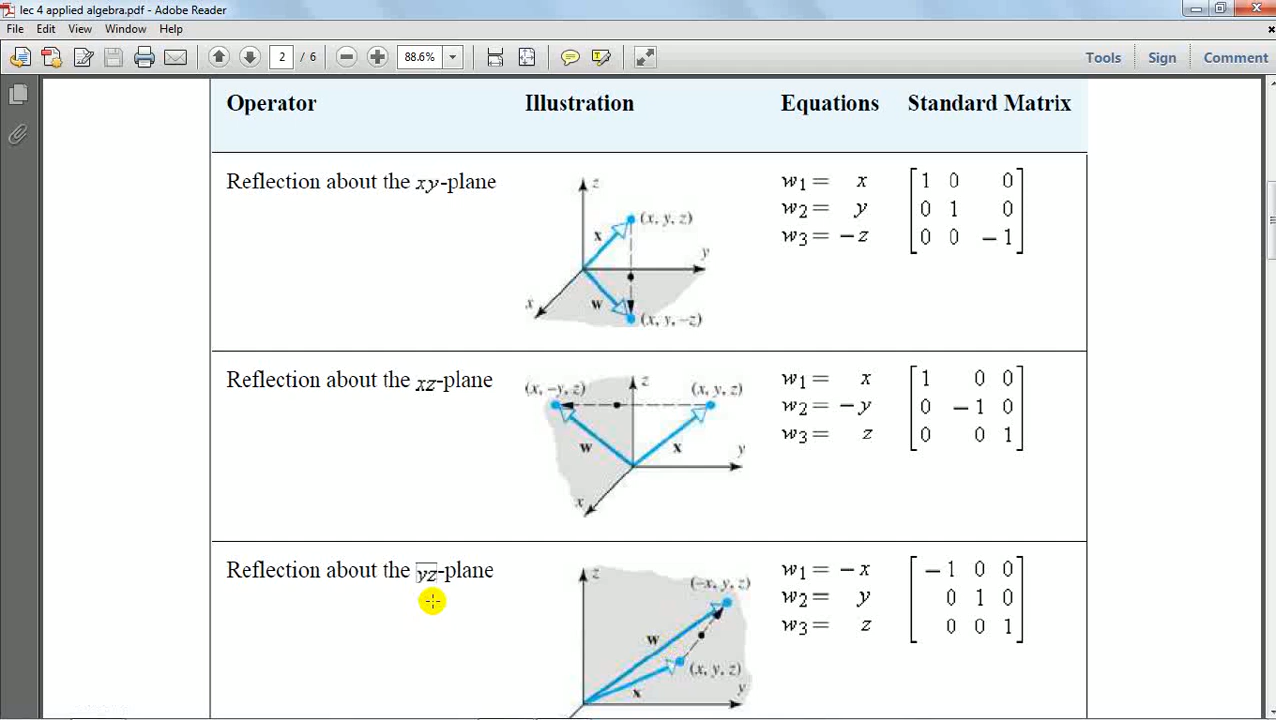 lec 4 applied algebra.pdf - Adobe Reader
File Edit View Window Help
2 / 6 88.6% Tools Sign Comment
Operator Illustration Equations Standard Matrix
Reflection about the xy-plane
z
(x, y, z)
x
y
x
w
(x, y, −z)
w1 = x
w2 = y
w3 = −z
1 0 0
0 1 0
0 0 −1
Reflection about the xz-plane
(x, −y, z) z (x, y, z)
w x y
x
w1 = x
w2 = −y
w3 = z
1 0 0
0 −1 0
0 0 1
Reflection about the yz-plane
z
(−x, y, z)
w
(x, y, z)
x y
w1 = −x
w2 = y
w3 = z
−1 0 0
0 1 0
0 0 1